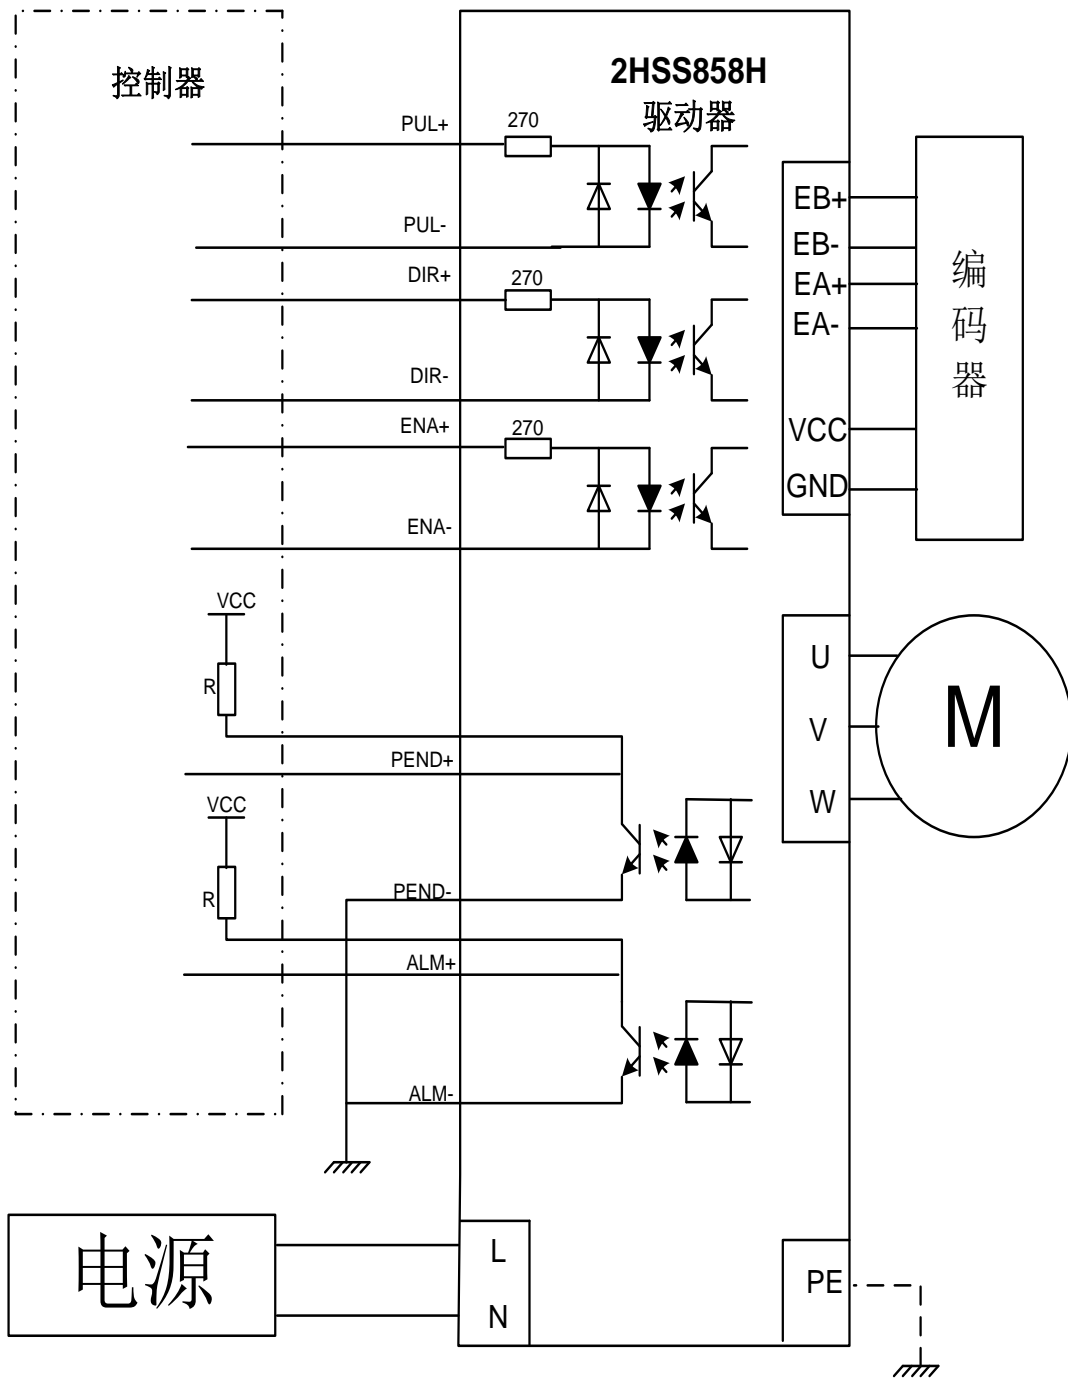 控制器
2HSS858H
驱动器
PUL+
270
PUL-
DIR+
270
DIR-
ENA+
270
ENA-
EB+
EB-
EA+
EA-
VCC
GND
编
码
器
VCC
R
PEND+
VCC
R
PEND-
ALM+
ALM-
U
V
W
M
电源
L
N
PE